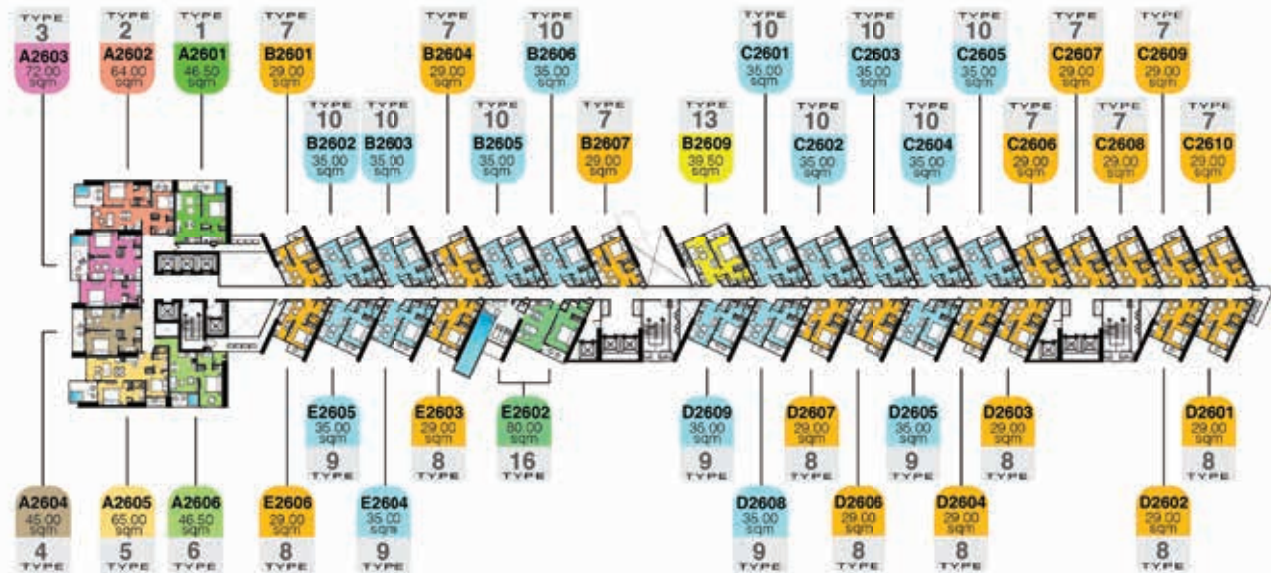 TYPE
3
A2603
72.00
sqm
TYPE
2
A2602
64.00
sqm
TYPE
1
A2601
46.50
sqm
TYPE
7
B2601
29.00
sqm
TYPE
7
B2604
29.00
sqm
TYPE
10
B2606
35.00
sqm
TYPE
10
C2601
35.00
sqm
TYPE
10
C2603
35.00
sqm
TYPE
10
C2605
35.00
sqm
TYPE
7
C2607
29.00
sqm
TYPE
7
C2609
29.00
sqm
TYPE
10
B2602
35.00
sqm
TYPE
10
B2603
35.00
sqm
TYPE
10
B2605
35.00
sqm
TYPE
7
B2607
29.00
sqm
TYPE
13
B2609
39.50
sqm
TYPE
10
C2602
35.00
sqm
TYPE
10
C2604
35.00
sqm
TYPE
7
C2606
29.00
sqm
TYPE
7
C2608
29.00
sqm
TYPE
7
C2610
29.00
sqm
E2605
35.00
sqm
9
TYPE
E2603
29.00
sqm
8
TYPE
E2602
80.00
sqm
16
TYPE
D2609
35.00
sqm
9
TYPE
D2607
29.00
sqm
8
TYPE
D2605
35.00
sqm
9
TYPE
D2603
29.00
sqm
8
TYPE
D2601
29.00
sqm
8
TYPE
A2604
45.00
sqm
4
TYPE
A2605
65.00
sqm
5
TYPE
A2606
46.50
sqm
6
TYPE
E2606
29.00
sqm
8
TYPE
E2604
35.00
sqm
9
TYPE
D2608
35.00
sqm
9
TYPE
D2606
29.00
sqm
8
TYPE
D2604
29.00
sqm
8
TYPE
D2602
29.00
sqm
8
TYPE